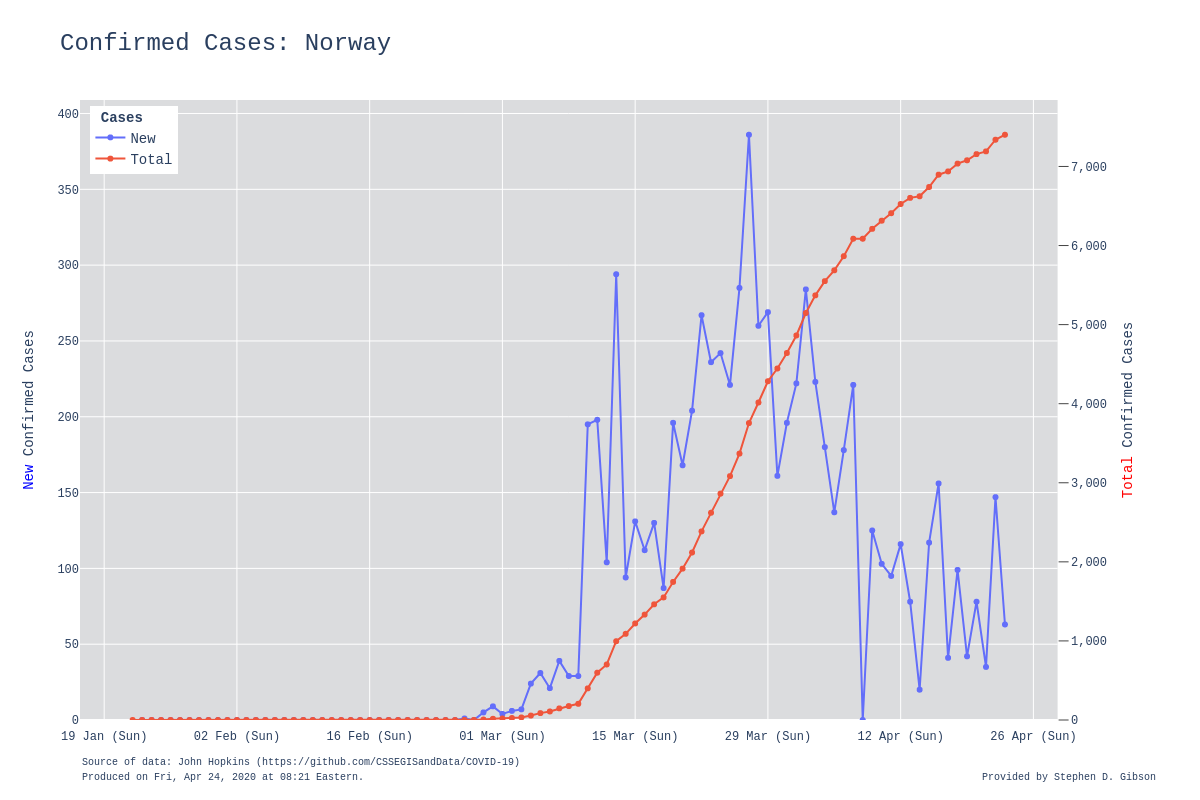 Confirmed Cases: Norway
Cases
New
Total
400
350
300
250
200
150
100
50
0
7,000
6,000
5,000
4,000
3,000
2,000
1,000
0
New Confirmed Cases
Total Confirmed Cases
19 Jan (Sun) 02 Feb (Sun) 16 Feb (Sun) 01 Mar (Sun) 15 Mar (Sun) 29 Mar (Sun) 12 Apr (Sun) 26 Apr (Sun)
Source of data: John Hopkins (https://github.com/CSSEGISandData/COVID-19)
Produced on Fri, Apr 24, 2020 at 08:21 Eastern.
Provided by Stephen D. Gibson